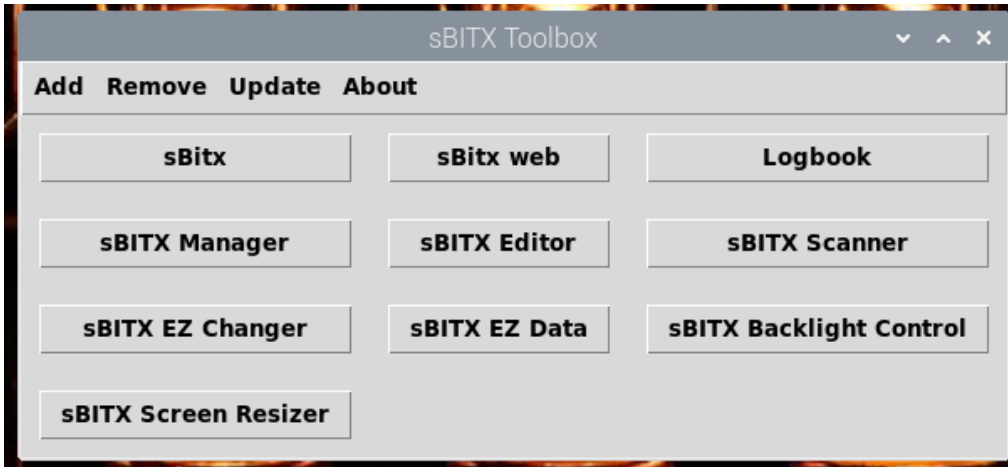 sBITX Toolbox
Add Remove Update About
sBitx sBitx web Logbook
sBITX Manager sBITX Editor sBITX Scanner
sBITX EZ Changer sBITX EZ Data sBITX Backlight Control
sBITX Screen Resizer